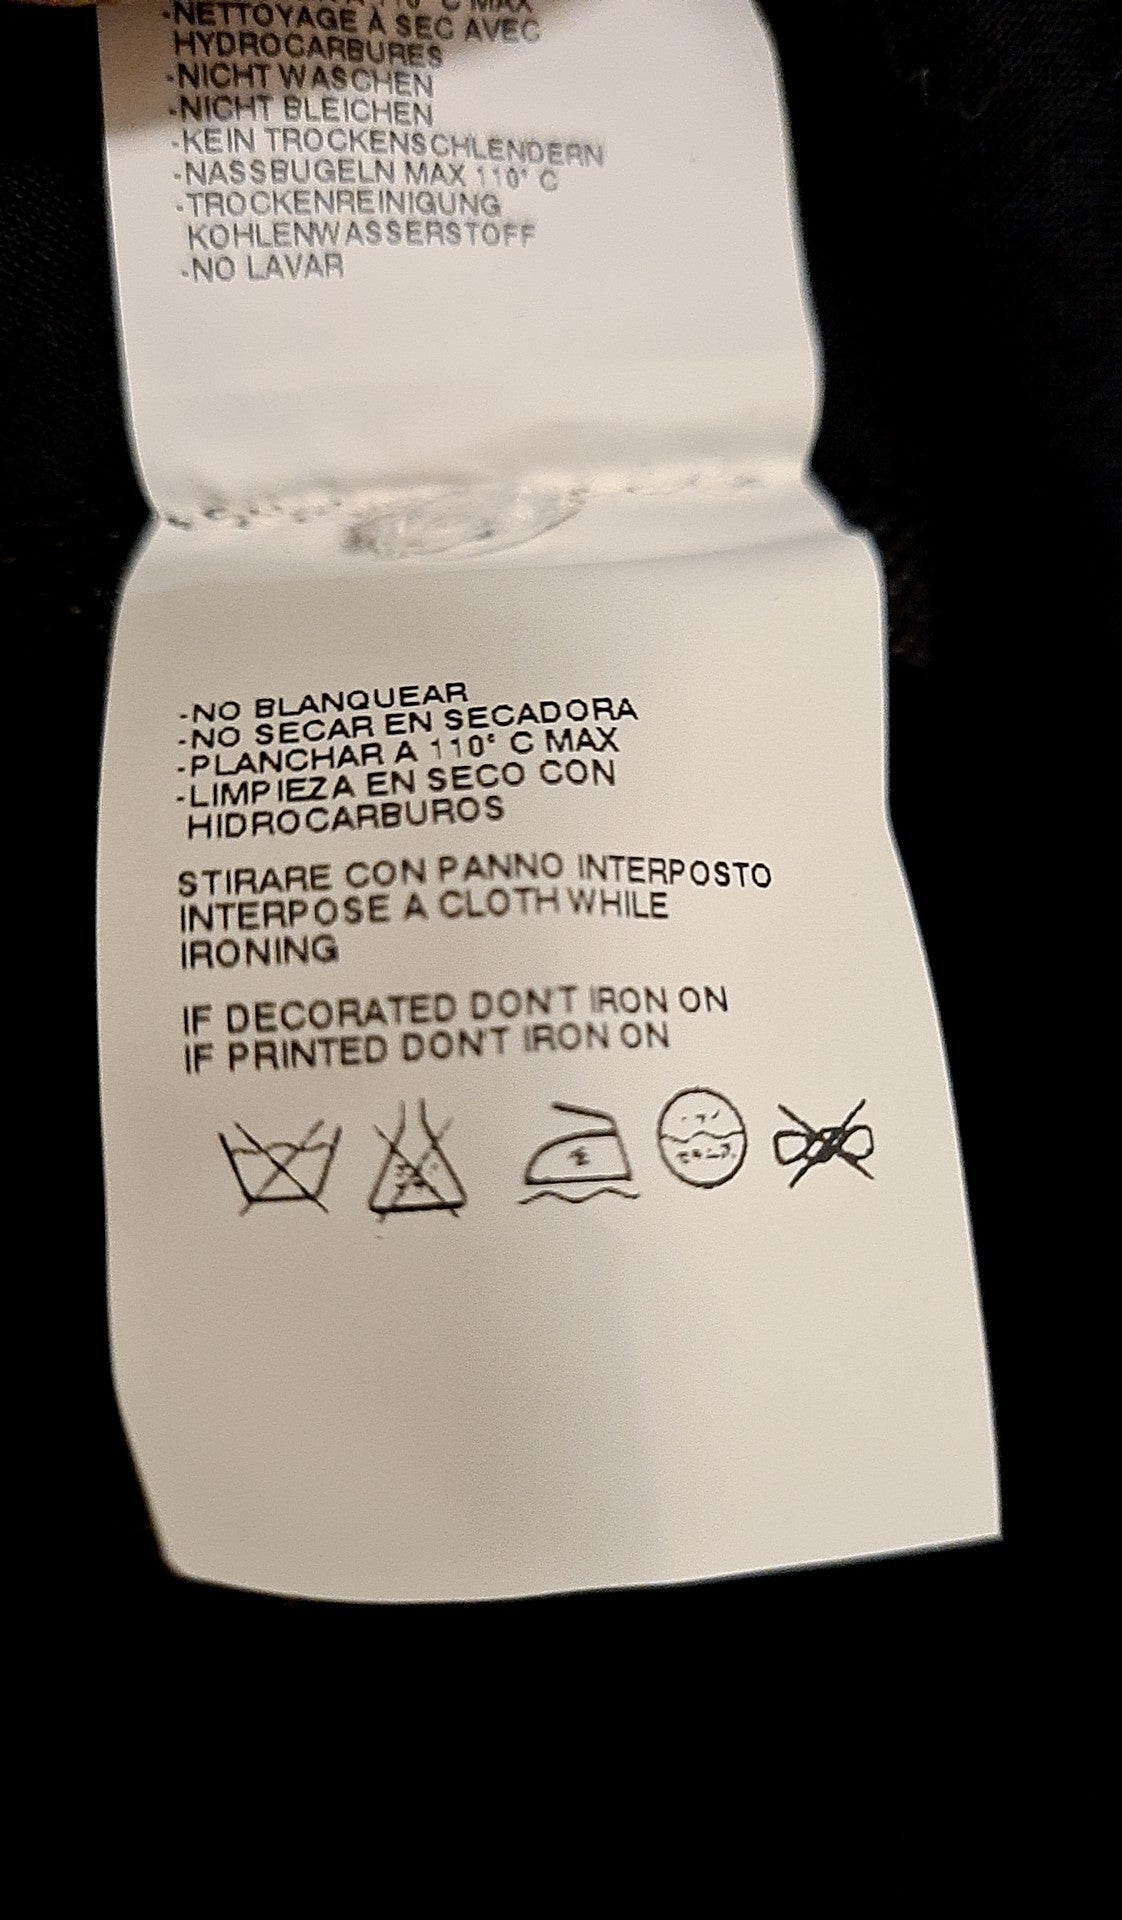 C MAX
-NETTOYAGE À SEC AVEC
HYDROCARBURES
-NICHT WASCHEN
-NICHT BLEICHEN
-KEIN TROCKENSCHLENDERN
-NASSBUGELN MAX 110° C
-TROCKENREINIGUNG
KOHLENWASSERSTOFF
-NO LAVAR
-NO BLANQUEAR
-NO SECAR EN SECADORA
-PLANCHAR A 110° C MAX
-LIMPIEZA EN SECO CON
HIDROCARBUROS
STIRARE CON PANNO INTERPOSTO
INTERPOSE A CLOTH WHILE
IRONING
IF DECORATED DON'T IRON ON
IF PRINTED DON'T IRON ON